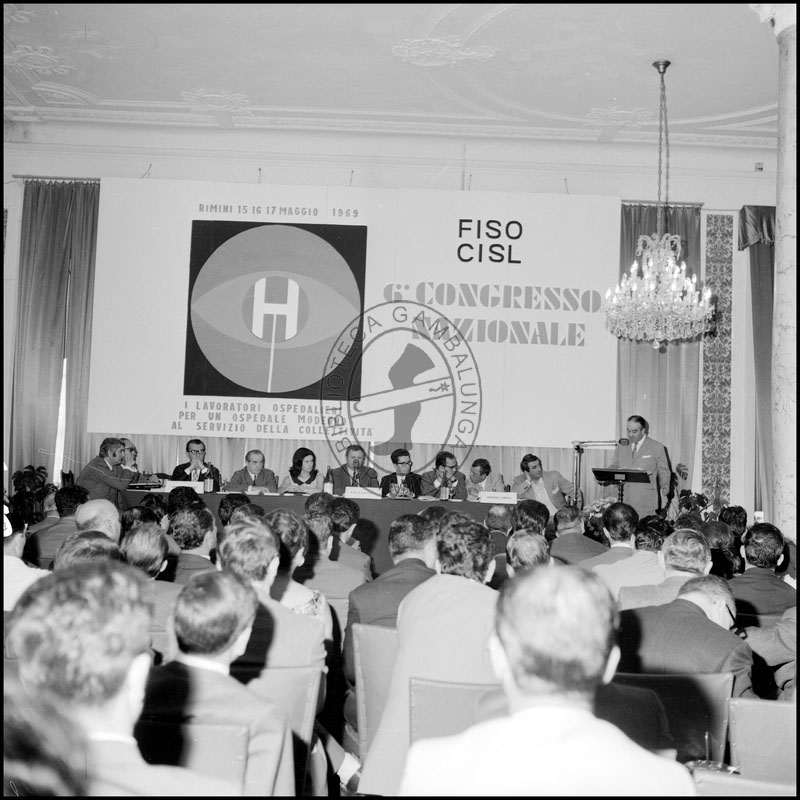 RIMINI 15 16 17 MAGGIO 1969
H
I LAVORATORI OSPEDALIERI
PER UN OSPEDALE MODERNO
AL SERVIZIO DELLA COLLETTIVITÀ
FISO
CISL
6° CONGRESSO
NAZIONALE
BIBLIOTECA GAMBALUNGA